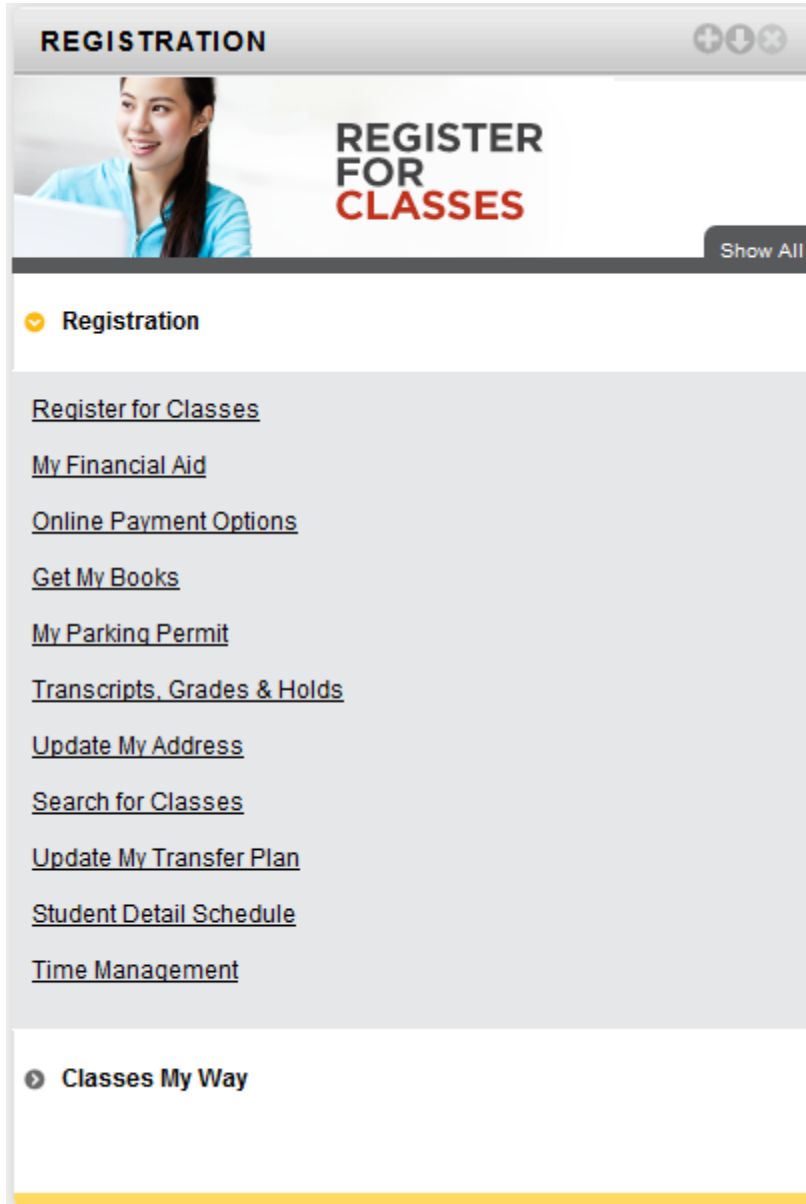 REGISTRATION
REGISTER
FOR
CLASSES
Show All
Registration
Register for Classes
My Financial Aid
Online Payment Options
Get My Books
My Parking Permit
Transcripts, Grades & Holds
Update My Address
Search for Classes
Update My Transfer Plan
Student Detail Schedule
Time Management
Classes My Way